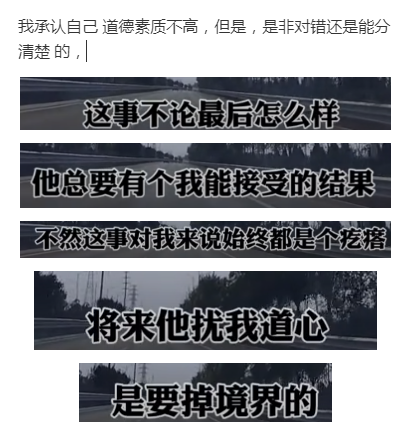 我承认自己 道德素质不高，但是，是非对错还是能分
清楚 的，
这事不论最后怎么样
他总要有个我能接受的结果
不然这事对我来说始终都是个疙瘩
将来他扰我道心
是要掉境界的